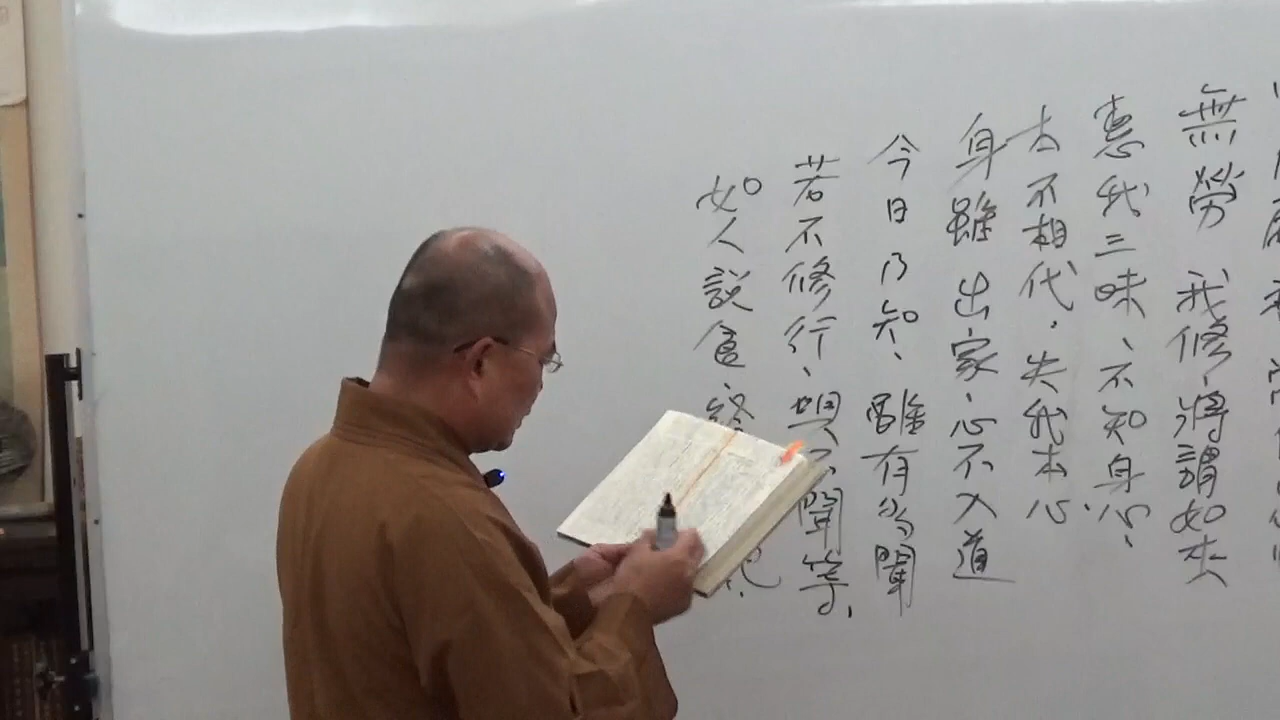 無勞我修、將謂如來
惠我三昧、不知身心、
本不相代、失我本心、
身雖出家、心不入道
今日乃知、雖有多聞
若不修行、與不聞等、
如人說食、終